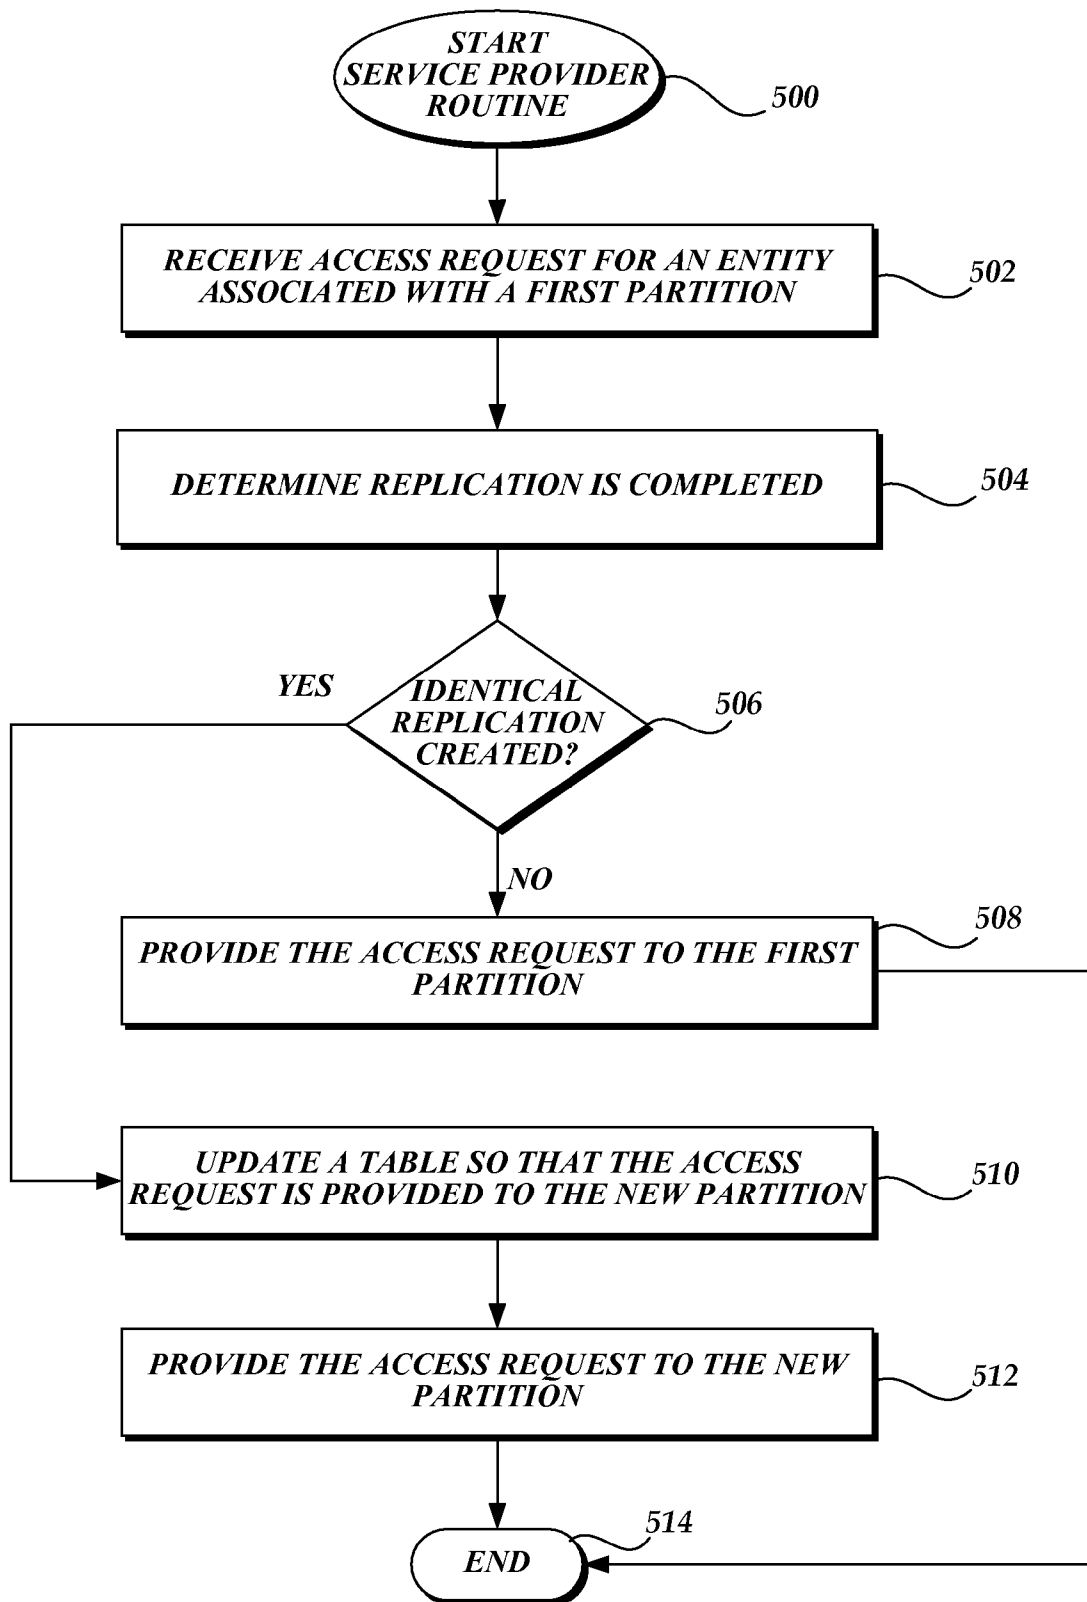 START
SERVICE PROVIDER
ROUTINE
500
RECEIVE ACCESS REQUEST FOR AN ENTITY
ASSOCIATED WITH A FIRST PARTITION
502
DETERMINE REPLICATION IS COMPLETED
504
YES
IDENTICAL
REPLICATION
CREATED?
506
NO
PROVIDE THE ACCESS REQUEST TO THE FIRST
PARTITION
508
UPDATE A TABLE SO THAT THE ACCESS
REQUEST IS PROVIDED TO THE NEW PARTITION
510
PROVIDE THE ACCESS REQUEST TO THE NEW
PARTITION
512
END
514